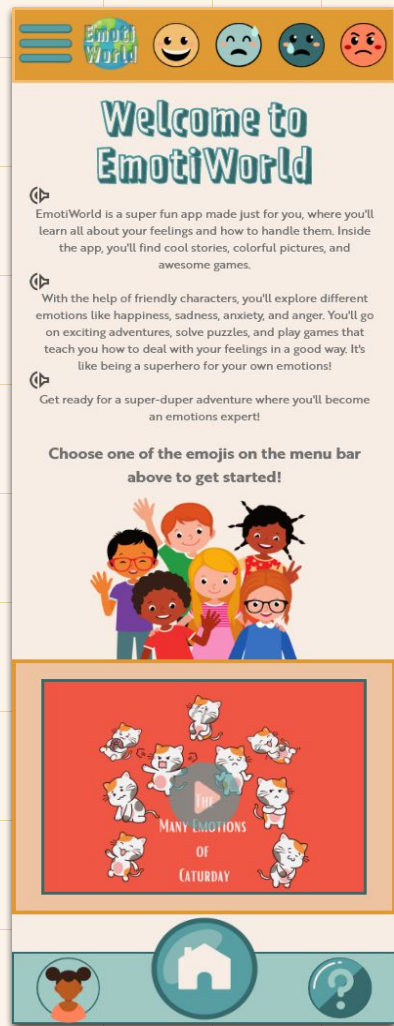 Emoti
World
Welcome to
EmotiWorld
EmotiWorld is a super fun app made just for you, where you'll
learn all about your feelings and how to handle them. Inside
the app, you'll find cool stories, colorful pictures, and
awesome games.
With the help of friendly characters, you'll explore different
emotions like happiness, sadness, anxiety, and anger. You'll go
on exciting adventures, solve puzzles, and play games that
teach you how to deal with your feelings in a good way. It's
like being a superhero for your own emotions!
Get ready for a super-duper adventure where you'll become
an emotions expert!
Choose one of the emojis on the menu bar
above to get started!
The
Many Emotions
of
Caturday
?